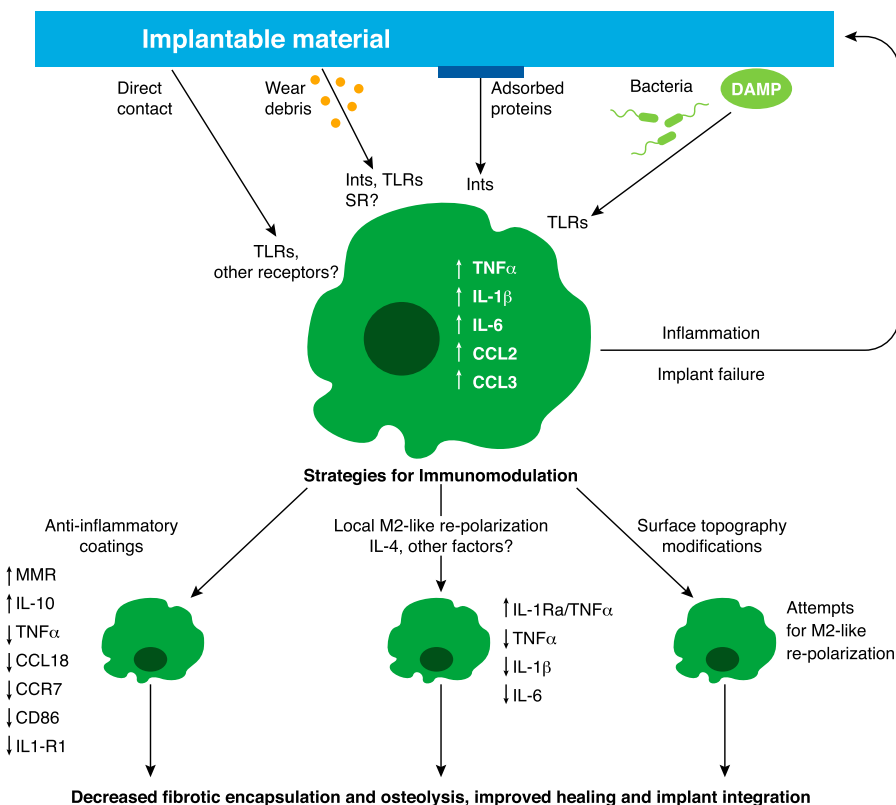 Implantable material
Direct
contact
Wear
debris
Adsorbed
proteins
Bacteria
DAMP
Ints, TLRs
SR?
Ints
TLRs
TLRs,
other receptors?
↑ TNFα
↑ IL-1β
↑ IL-6
↑ CCL2
↑ CCL3
Inflammation
Implant failure
Strategies for Immunomodulation
Anti-inflammatory
coatings
Local M2-like re-polarization
IL-4, other factors?
Surface topography
modifications
↑ MMR
↑ IL-10
↓ TNFα
↓ CCL18
↓ CCR7
↓ CD86
↓ IL1-R1
↑ IL-1Ra/TNFα
↓ TNFα
↓ IL-1β
↓ IL-6
Attempts
for M2-like
re-polarization
Decreased fibrotic encapsulation and osteolysis, improved healing and implant integration